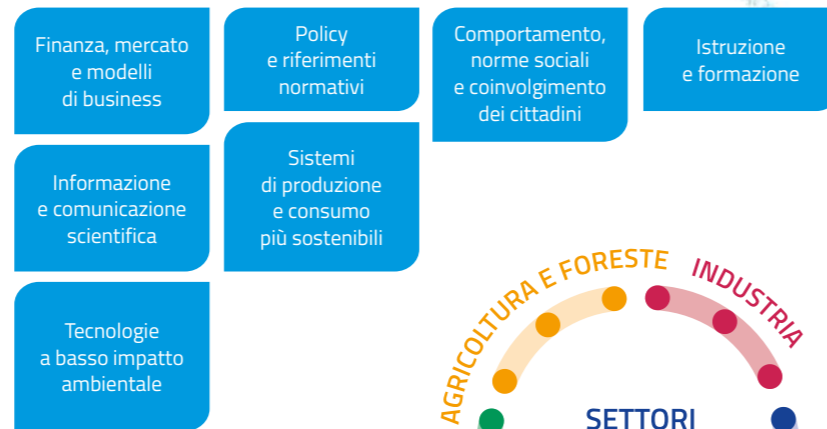 Finanza, mercato
e modelli
di business
Policy
e riferimenti
normativi
Comportamento,
norme sociali
e coinvolgimento
dei cittadini
Istruzione
e formazione
Informazione
e comunicazione
scientifica
Sistemi
di produzione
e consumo
più sostenibili
Tecnologie
a basso impatto
ambientale
AGRICOLTURA E FORESTE
INDUSTRIA
SETTORI